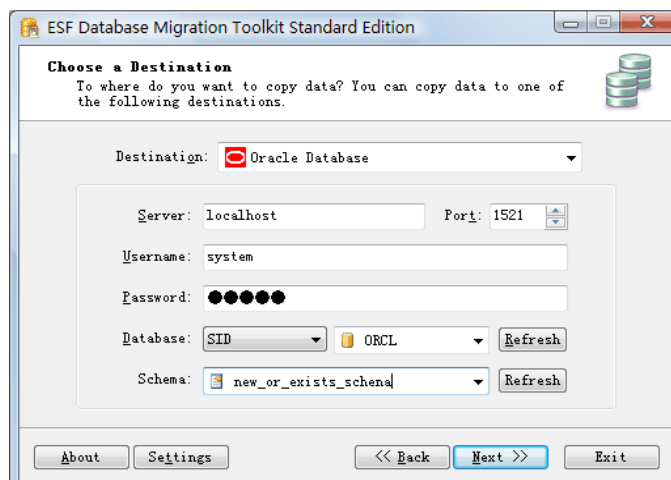 ESF Database Migration Toolkit Standard Edition
Choose a Destination
To where do you want to copy data? You can copy data to one of
the following destinations.
Destination: Oracle Database
Server: localhost Port: 1521
Username: system
Password: ●●●●●
Database: SID ORCL Refresh
Schema: new_or_exists_schena Refresh
About Settings << Back Next >> Exit